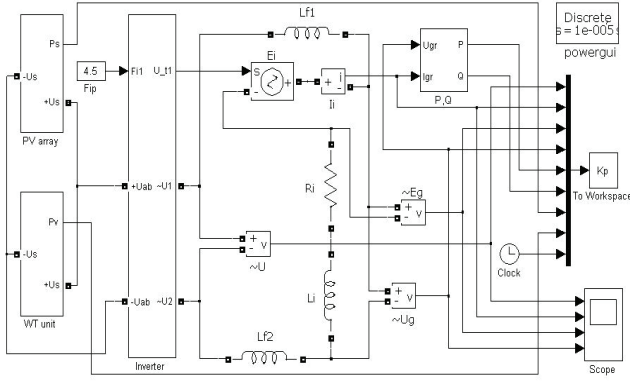 Lf1
Discrete,
s = 1e-005 s
powergui
Ps
-Us
+Us
PV array
4.5
Fip
Fi1
U_t1
Ei
S
+
-
+
-
i
Ii
Ugr
P
Igr
Q
P,Q
Kp
To Workspace
+Uab
~U1
Ri
~Eg
+
-
v
Pv
-Us
+Us
WT unit
+
-
v
~U
Clock
-Uab
~U2
Inverter
Li
+
-
v
~Ug
Lf2
Scope